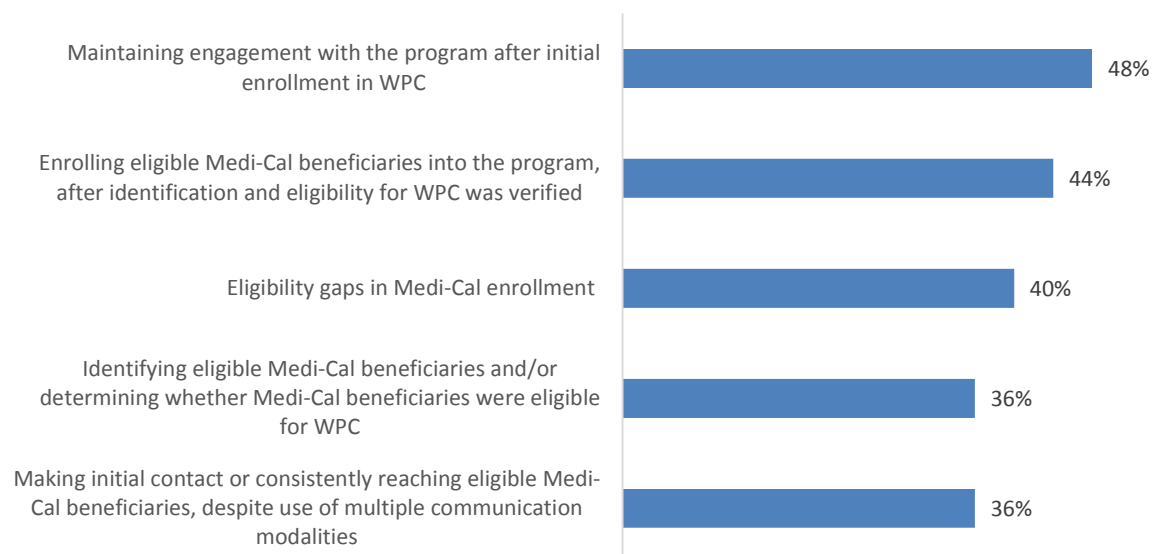 Maintaining engagement with the program after initial
enrollment in WPC
48%
Enrolling eligible Medi-Cal beneficiaries into the program,
after identification and eligibility for WPC was verified
44%
Eligibility gaps in Medi-Cal enrollment
40%
Identifying eligible Medi-Cal beneficiaries and/or
determining whether Medi-Cal beneficiaries were eligible
for WPC
36%
Making initial contact or consistently reaching eligible Medi-
Cal beneficiaries, despite use of multiple communication
modalities
36%